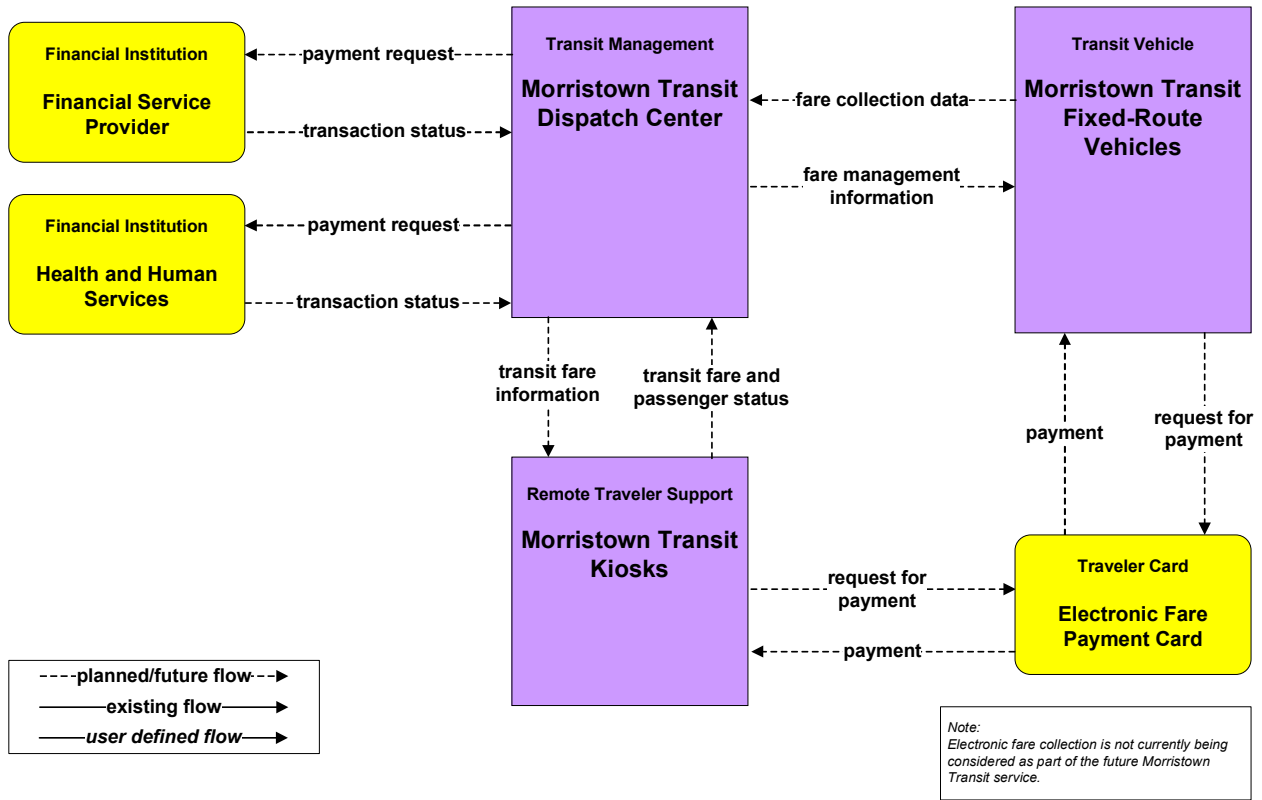 Financial Institution
Financial Service
Provider
payment request
transaction status
Transit Management
Morristown Transit
Dispatch Center
fare collection data
fare management
information
Transit Vehicle
Morristown Transit
Fixed-Route
Vehicles
Financial Institution
Health and Human
Services
payment request
transaction status
transit fare
information
transit fare and
passenger status
payment
request for
payment
Remote Traveler Support
Morristown Transit
Kiosks
request for
payment
payment
Traveler Card
Electronic Fare
Payment Card
planned/future flow
existing flow
user defined flow
Note:
Electronic fare collection is not currently being
considered as part of the future Morristown
Transit service.